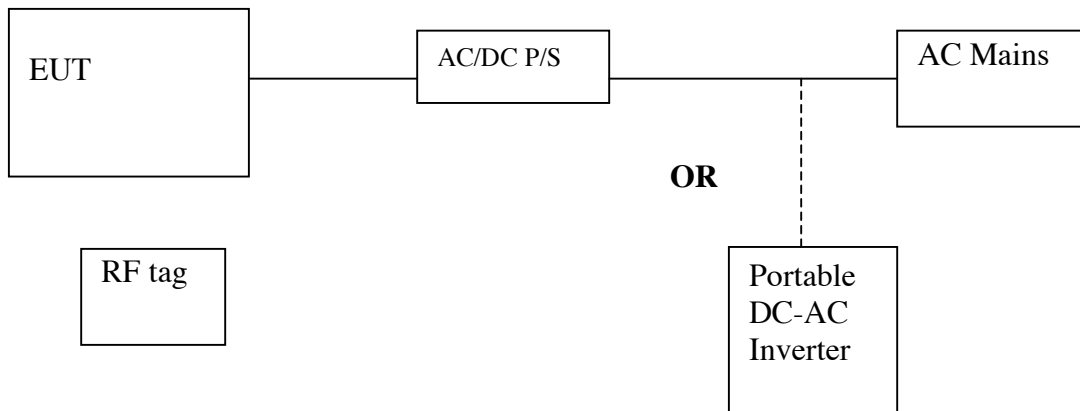 EUT
AC/DC P/S
AC Mains
OR
RF tag
Portable
DC-AC
Inverter